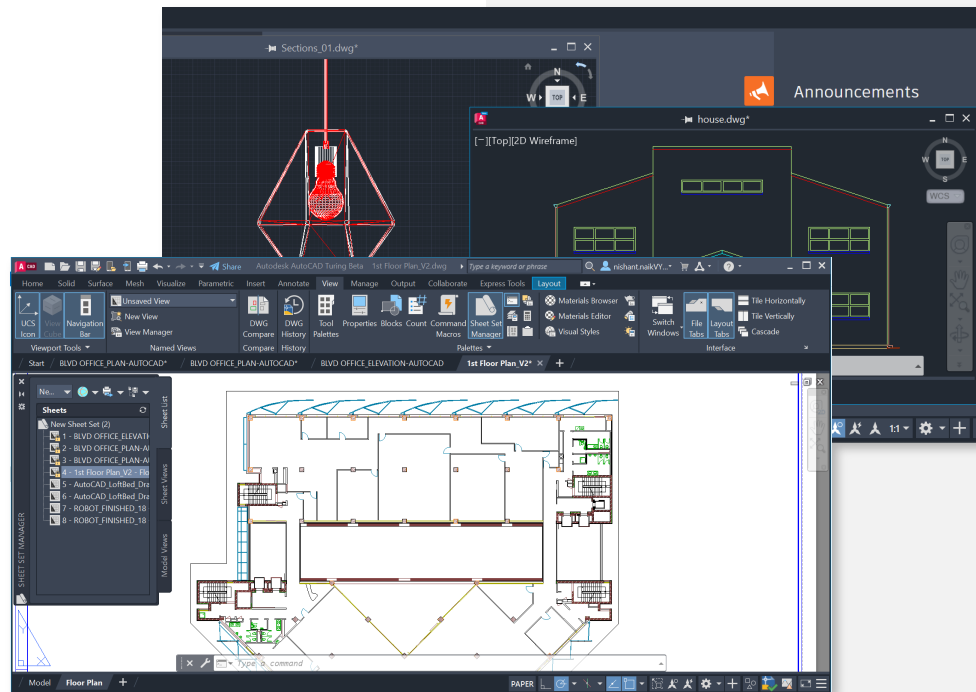 Sections_01.dwg*
N
W TOP E
Announcements
house.dwg*
[−][Top][2D Wireframe]
N
W TOP E
S
WCS
1:1
A CAD
Share
Autodesk AutoCAD Turing Beta 1st Floor Plan_V2.dwg
Type a keyword or phrase
nishant.naikVY...
Home Solid Surface Mesh Visualize Parametric Insert Annotate View Manage Output Collaborate Express Tools Layout
UCS Icon
View Cube
Navigation Bar
Viewport Tools
Unsaved View
New View
View Manager
Named Views
DWG Compare
Compare
DWG History
History
Tool Palettes
Properties
Blocks
Count
Command Macros
Sheet Set Manager
Materials Browser
Materials Editor
Visual Styles
Palettes
Switch Windows
File Tabs
Layout Tabs
Tile Horizontally
Tile Vertically
Cascade
Interface
Start BLVD OFFICE_PLAN-AUTOCAD* BLVD OFFICE_PLAN-AUTOCAD* BLVD OFFICE_ELEVATION-AUTOCAD 1st Floor Plan_V2*
Ne...
Sheets
New Sheet Set (2)
1 - BLVD OFFICE_ELEVATI
2 - BLVD OFFICE_PLAN-AU
3 - BLVD OFFICE_PLAN-AU
4 - 1st Floor Plan_V2 - Flo
5 - AutoCAD_LoftBed_Dra
6 - AutoCAD_LoftBed_Dra
7 - ROBOT_FINISHED_18
8 - ROBOT_FINISHED_18
Sheet List
Sheet Views
Model Views
SHEET SET MANAGER
Type a command
Model Floor Plan
PAPER